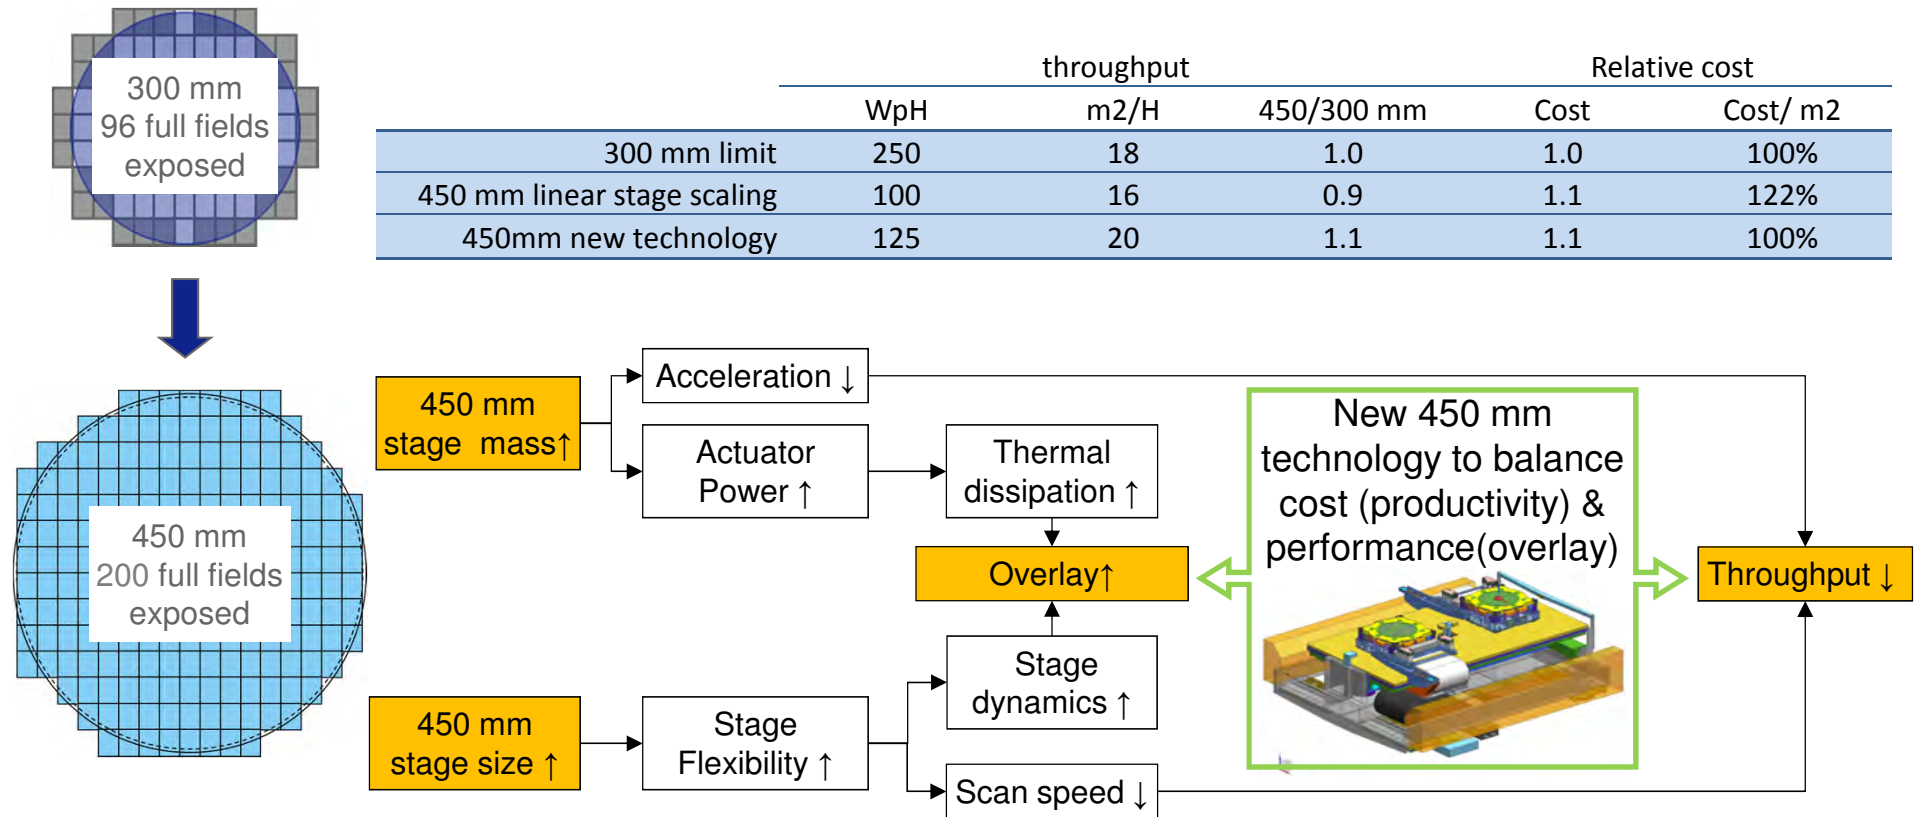 300 mm
96 full fields
exposed
throughput Relative cost
WpH m2/H 450/300 mm Cost Cost/ m2
300 mm limit 250 18 1.0 1.0 100%
450 mm linear stage scaling 100 16 0.9 1.1 122%
450mm new technology 125 20 1.1 1.1 100%
450 mm
200 full fields
exposed
450 mm
stage mass↑
Acceleration ↓
Actuator
Power ↑
Thermal
dissipation ↑
Overlay↑
New 450 mm
technology to balance
cost (productivity) &
performance(overlay)
Throughput ↓
450 mm
stage size ↑
Stage
Flexibility ↑
Stage
dynamics ↑
Scan speed ↓